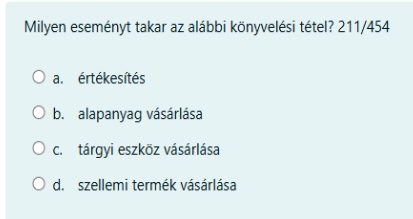 Milyen eseményt takar az alábbi könyvelési tétel? 211/454
a. értékesítés
b. alapanyag vásárlása
c. tárgyi eszköz vásárlása
d. szellemi termék vásárlása